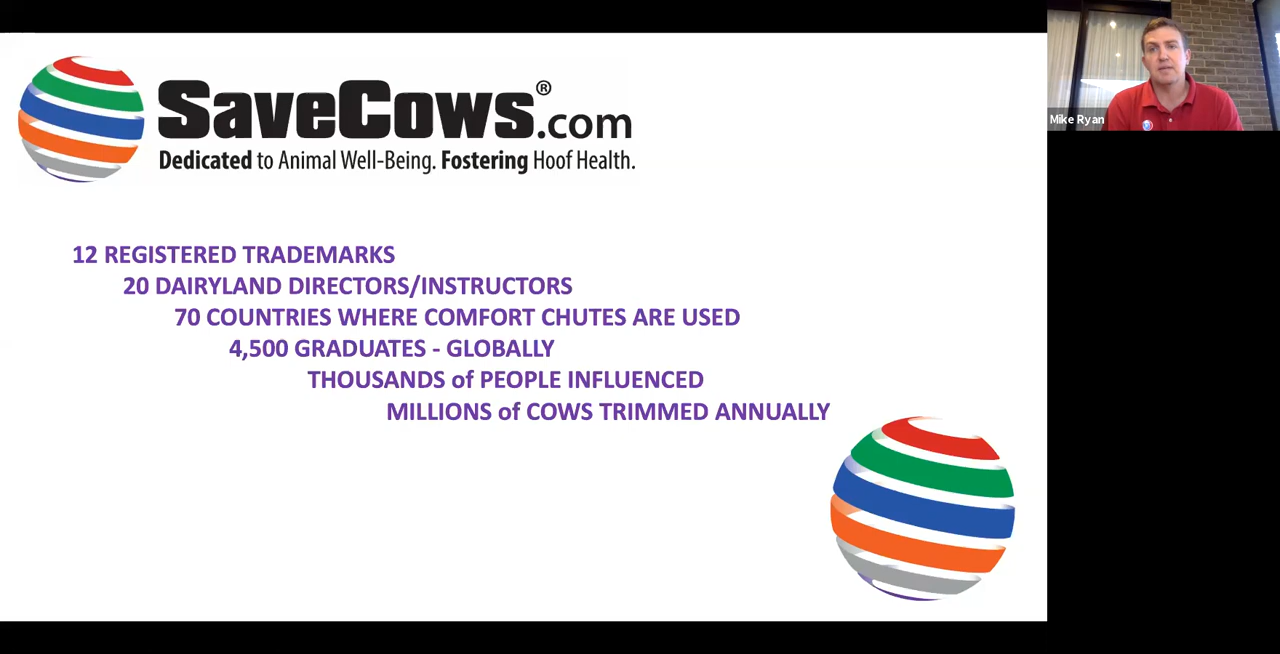 SaveCows®.com
Dedicated to Animal Well-Being. Fostering Hoof Health.
Mike Ryan
12 REGISTERED TRADEMARKS
20 DAIRYLAND DIRECTORS/INSTRUCTORS
70 COUNTRIES WHERE COMFORT CHUTES ARE USED
4,500 GRADUATES - GLOBALLY
THOUSANDS of PEOPLE INFLUENCED
MILLIONS of COWS TRIMMED ANNUALLY